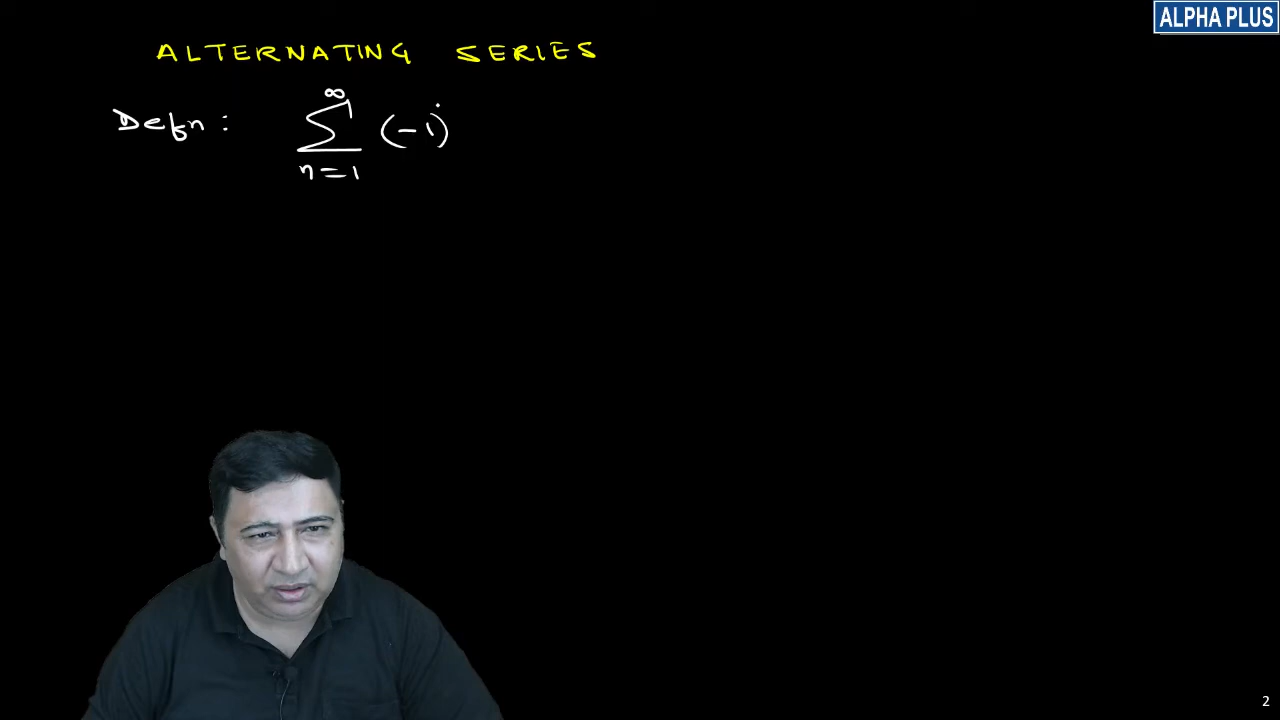 ALPHA PLUS
ALTERNATING SERIES
Defn : ∞ ∑ n=1 (-1)
2